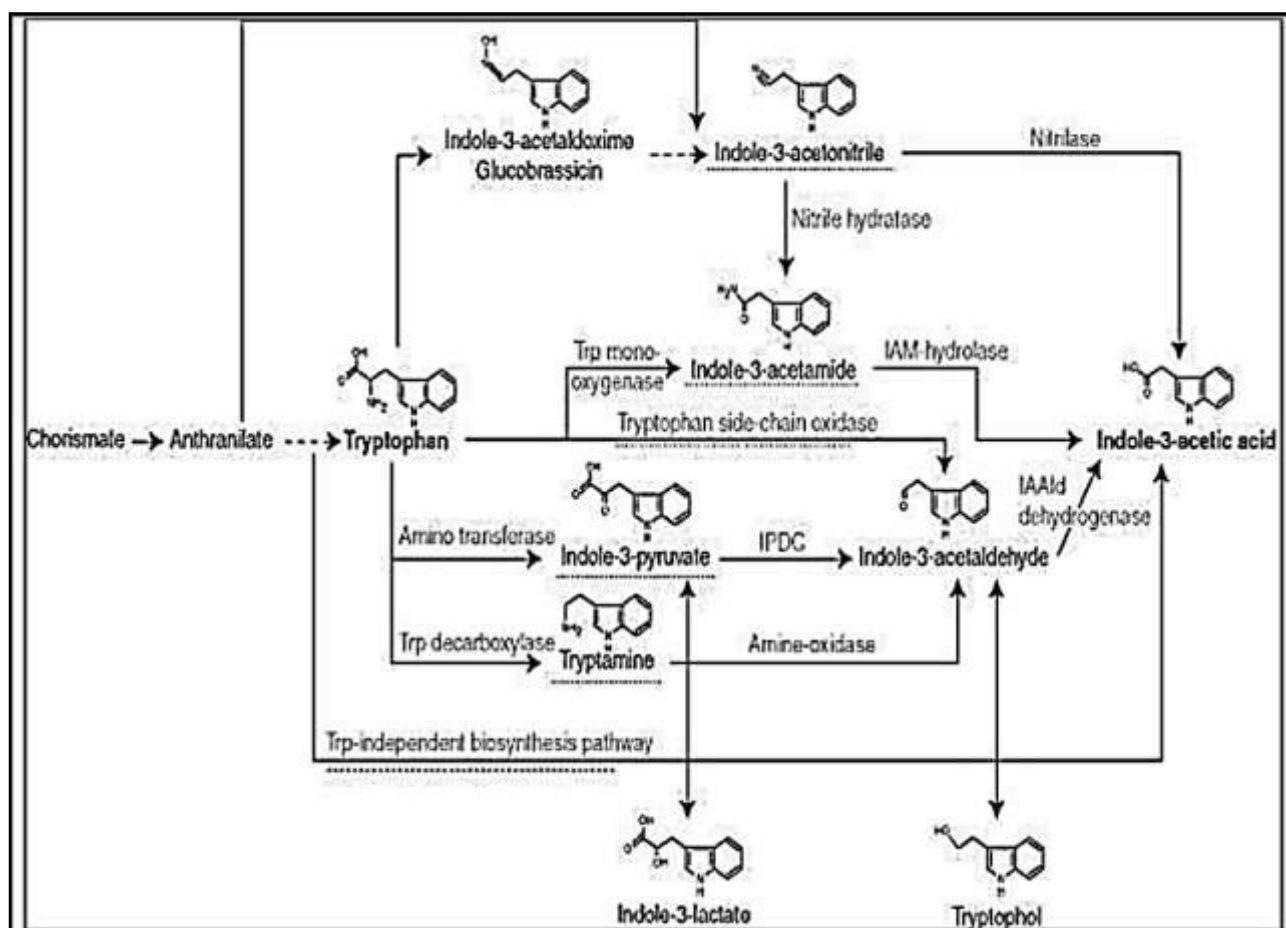 Indole-3-acetaldoxime
Glucobrassicin
Indole-3-acetonitrile
Nitrilase
Nitrile hydratase
Trp mono-
oxygenase
Indole-3-acetamide
IAM-hydrolase
Chorismate
Anthranilate
Tryptophan
Tryptophan side-chain oxidase
Indole-3-acetic acid
Amino transferase
Indole-3-pyruvate
IPDC
Indole-3-acetaldehyde
IAAld
dehydrogenase
Trp decarboxylase
Tryptamine
Amine-oxidase
Trp-independent biosynthesis pathway
Indole-3-lactate
Tryptophol